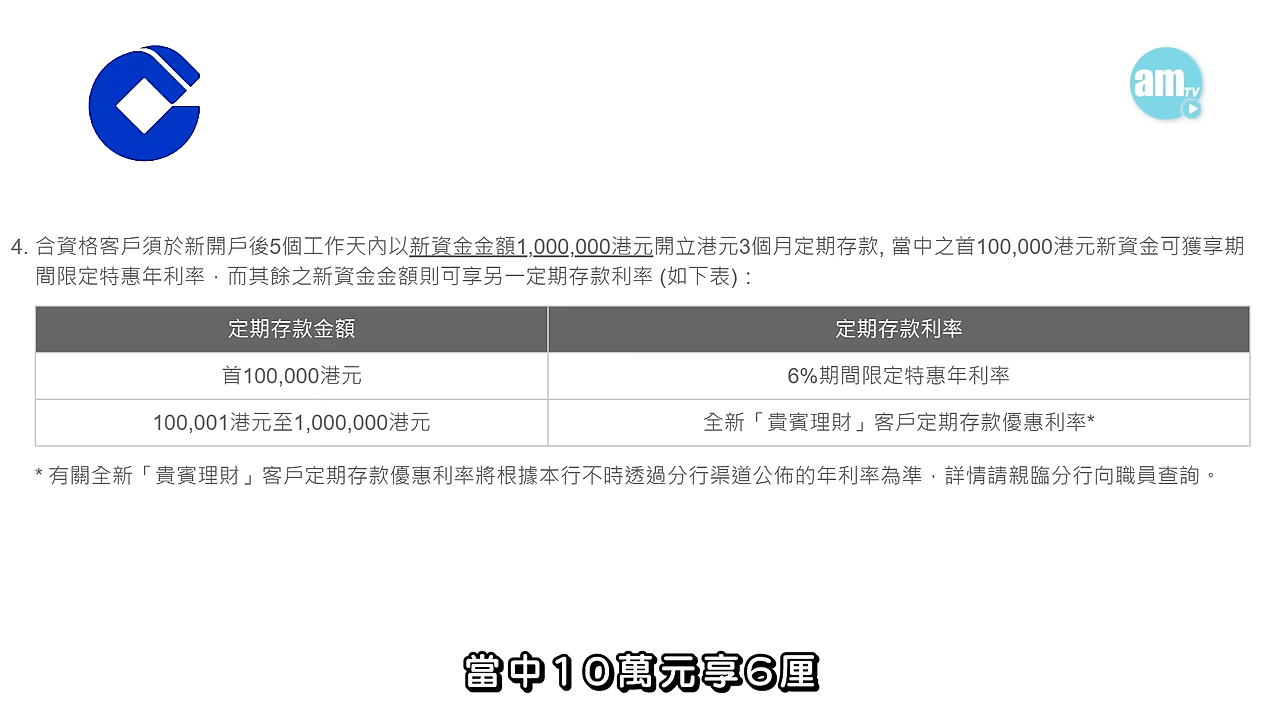 am TV
4. 合資格客戶須於新開戶後5個工作天內以新資金金額1,000,000港元開立港元3個月定期存款, 當中之首100,000港元新資金可獲享期
間限定特惠年利率，而其餘之新資金金額則可享另一定期存款利率 (如下表)：
定期存款金額 定期存款利率
首100,000港元 6%期間限定特惠年利率
100,001港元至1,000,000港元 全新「貴賓理財」客戶定期存款優惠利率*
* 有關全新「貴賓理財」客戶定期存款優惠利率將根據本行不時透過分行渠道公佈的年利率為準，詳情請親臨分行向職員查詢。
當中10萬元享6厘